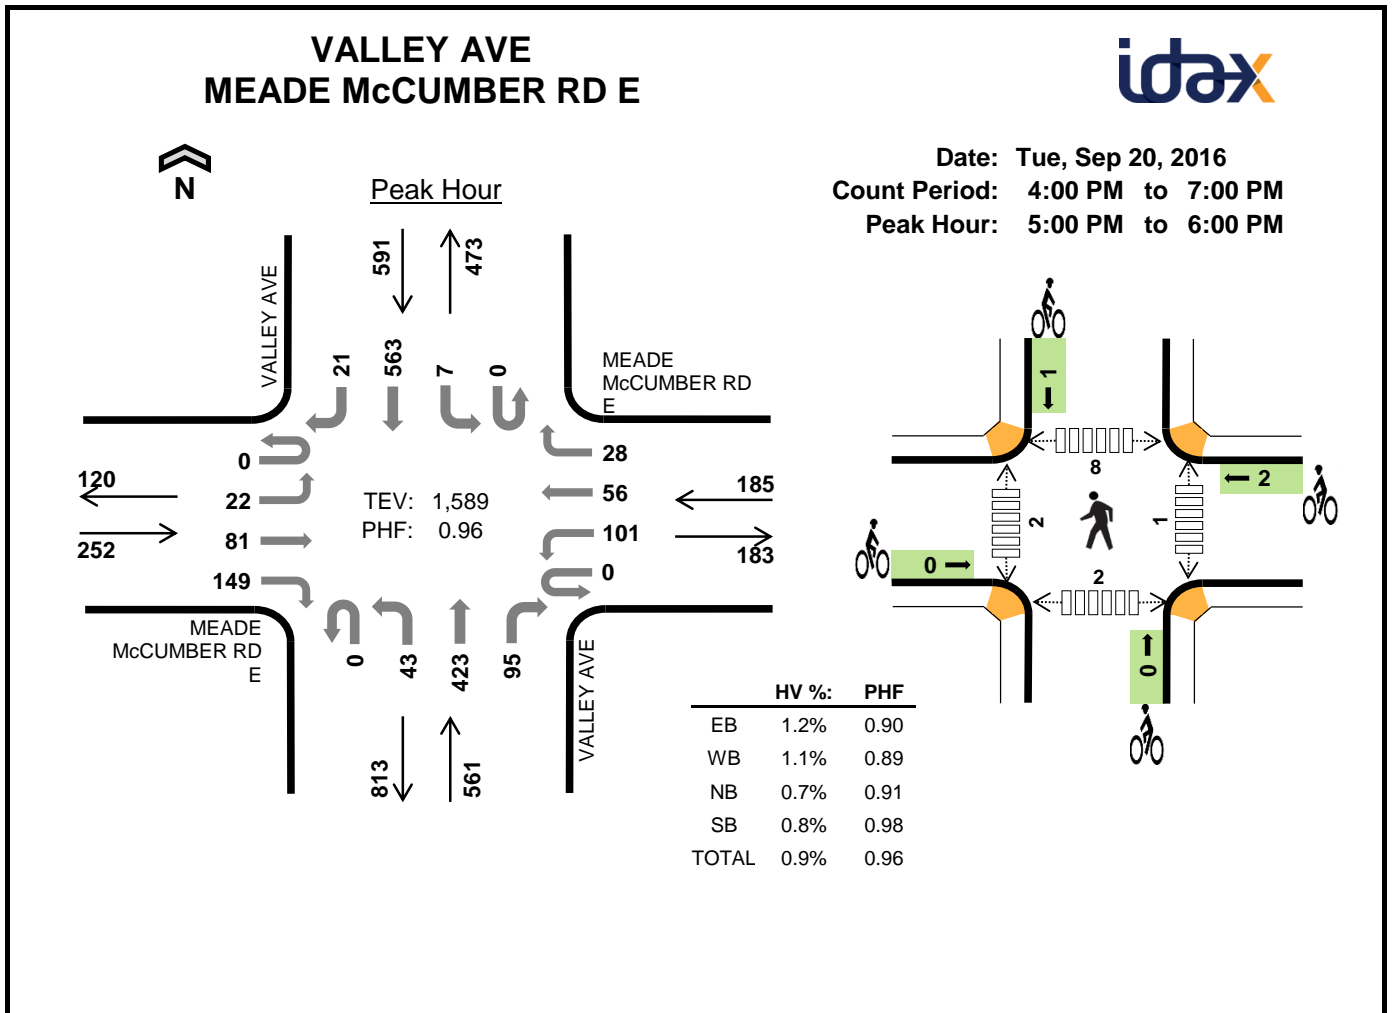 VALLEY AVE
MEADE McCUMBER RD E
idax
N
Peak Hour
Date: Tue, Sep 20, 2016
Count Period: 4:00 PM to 7:00 PM
Peak Hour: 5:00 PM to 6:00 PM
591
473
VALLEY AVE
21
563
7
0
MEADE
McCUMBER RD
E
0
22
81
149
120
252
TEV: 1,589
PHF: 0.96
28
56
101
0
185
183
MEADE
McCUMBER RD
E
0
43
423
95
VALLEY AVE
813
561
1
8
2
2
1
0
2
0
HV %: PHF
EB 1.2% 0.90
WB 1.1% 0.89
NB 0.7% 0.91
SB 0.8% 0.98
TOTAL 0.9% 0.96